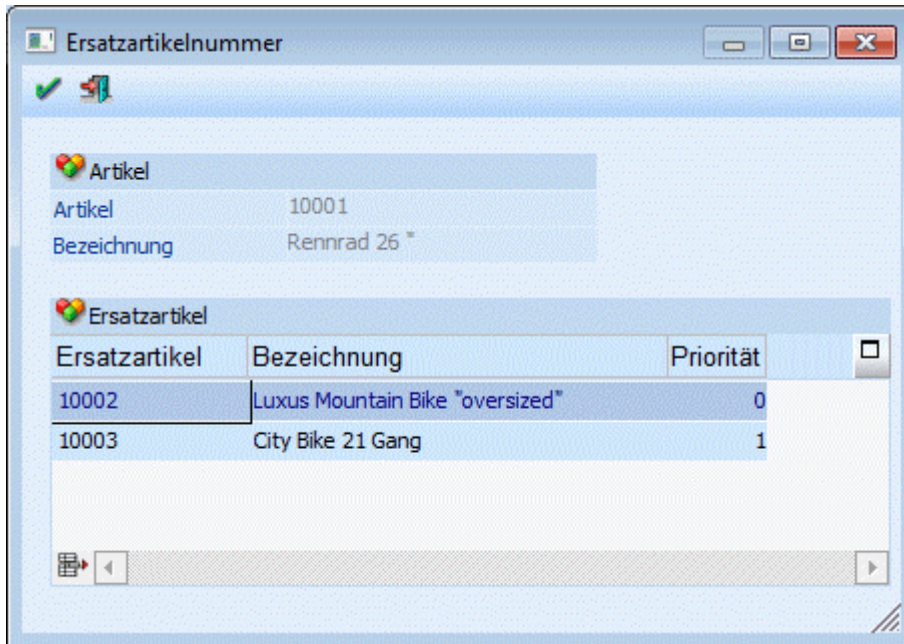 Ersatzartikelnummer
Artikel
Artikel 10001
Bezeichnung Rennrad 26 "
Ersatzartikel
Ersatzartikel Bezeichnung Priorität
10002 Luxus Mountain Bike "oversized" 0
10003 City Bike 21 Gang 1